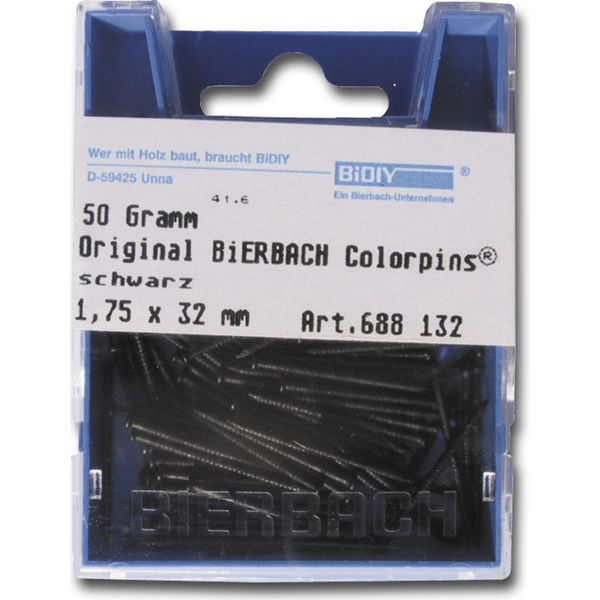 Wer mit Holz baut, braucht BiDIY
D-59425 Unna
BiDIY ®
Ein Bierbach-Unternehmen
41.6
50 Gramm
Original BiERBACH Colorpins®
schwarz
1,75 x 32 mm Art.688 132
BiERBACH